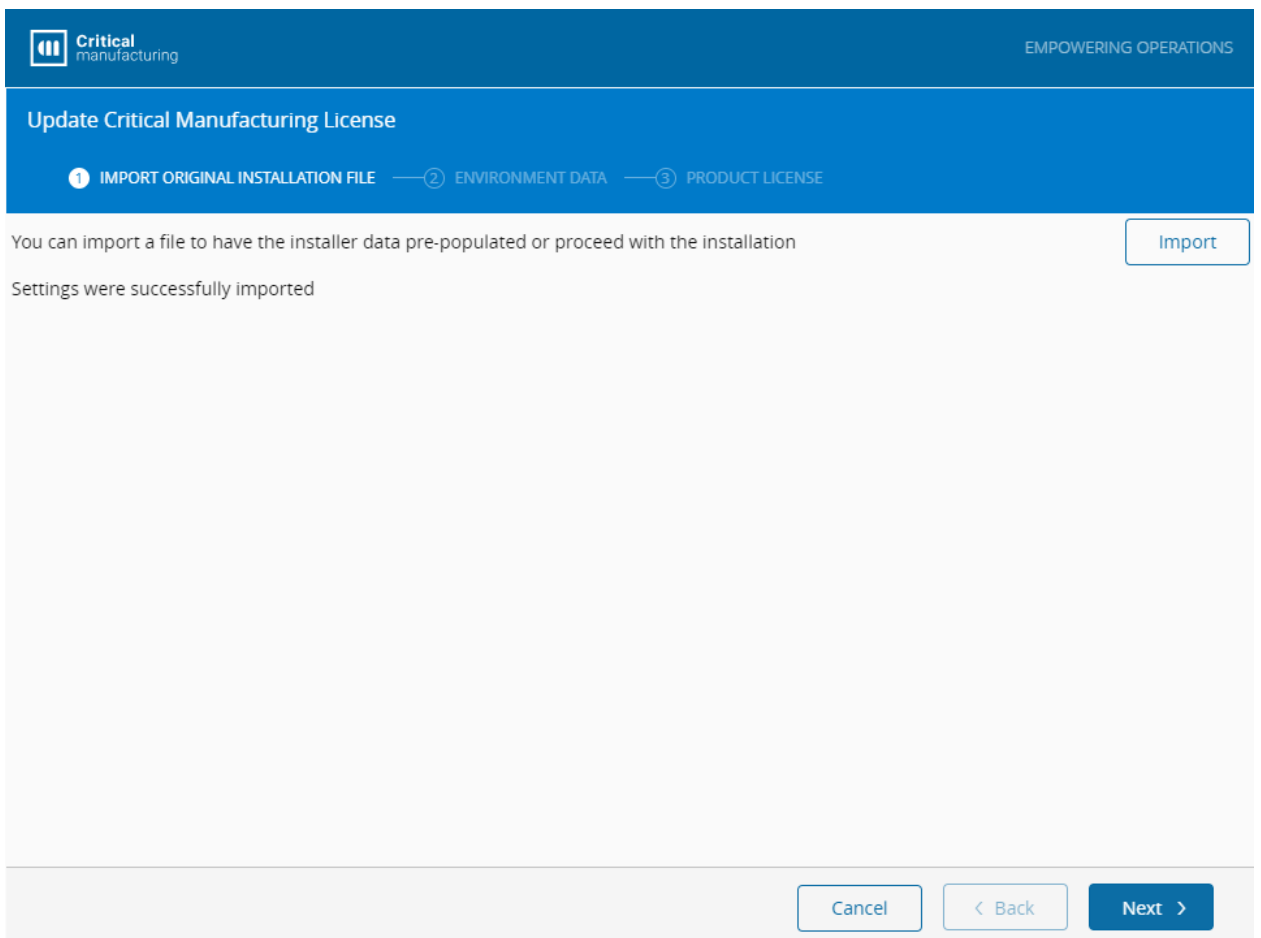 Critical
manufacturing
EMPOWERING OPERATIONS
Update Critical Manufacturing License
1 IMPORT ORIGINAL INSTALLATION FILE 2 ENVIRONMENT DATA 3 PRODUCT LICENSE
You can import a file to have the installer data pre-populated or proceed with the installation
Import
Settings were successfully imported
Cancel < Back Next >